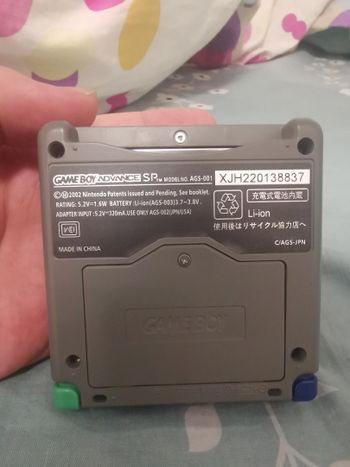 GAME BOY ADVANCE SP TM MODEL NO. AGS-001
XJH220138837
©Ⓜ2002 Nintendo Patents issued and Pending. See booklet.
RATING: 5.2V⎓1.6W BATTERY: Li-ion(AGS-003)3.7~3.8V.
ADAPTER INPUT: 5.2V⎓320mA.USE ONLY AGS-002(JPN/USA)
充電式電池内蔵
Li-ion
使用後はリサイクル協力店へ
VCI
MADE IN CHINA
C/AGS-JPN
GAME BOY